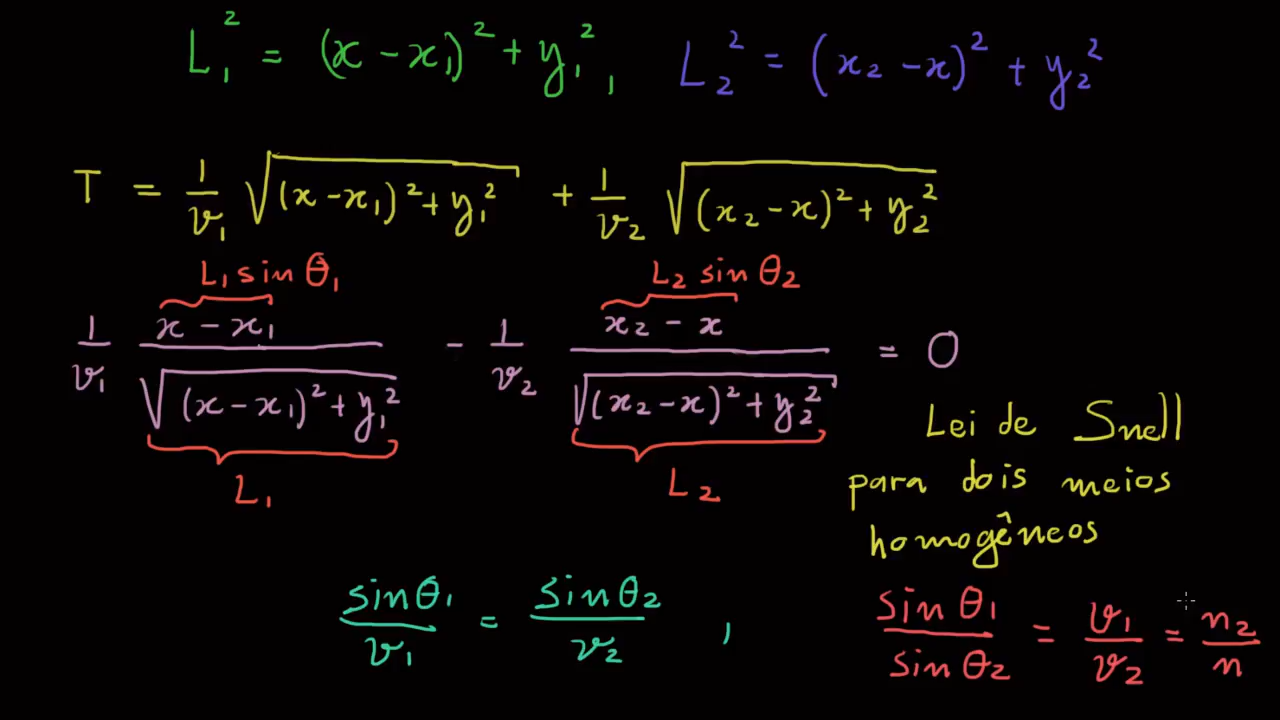 L₁² = (x − x₁)² + y₁², L₂² = (x₂ − x)² + y₂²
T = 1/v₁ √((x − x₁)² + y₁²) + 1/v₂ √((x₂ − x)² + y₂²)
L₁ sin θ₁ L₂ sin θ₂
1/v₁ (x − x₁)/√((x − x₁)² + y₁²) − 1/v₂ (x₂ − x)/√((x₂ − x)² + y₂²) = 0
L₁ L₂
Lei de Snell
para dois meios
homogêneos
sin θ₁/v₁ = sin θ₂/v₂ , sin θ₁/sin θ₂ = v₁/v₂ = n₂/n